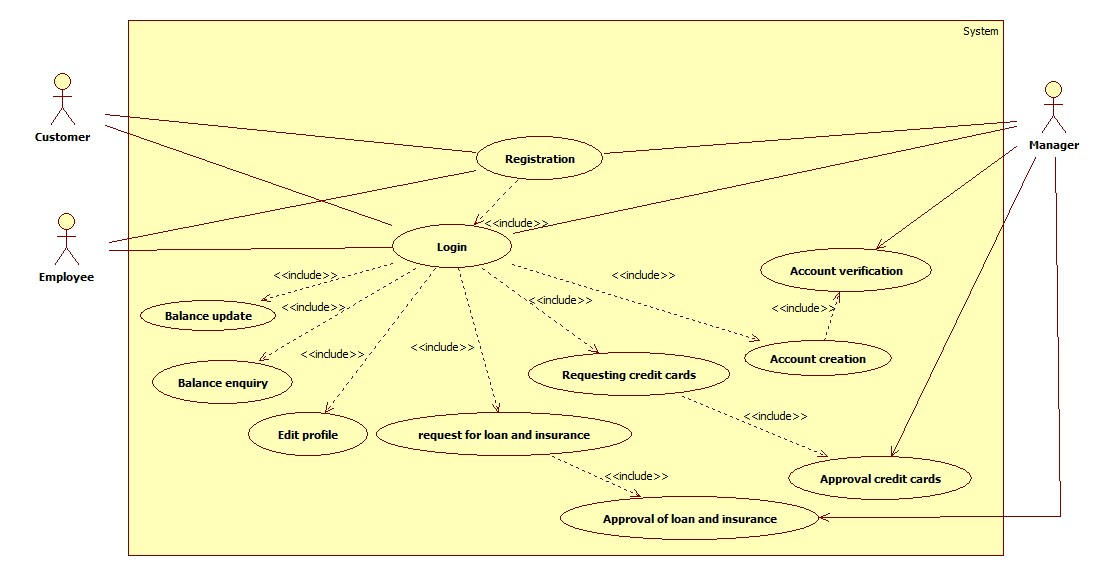 System
Customer
Manager
Registration
Employee
<<include>>
Login
Account verification
<<include>>
<<include>>
Balance update
<<include>>
<<include>>
<<include>>
<<include>>
<<include>>
Account creation
Balance enquiry
Requesting credit cards
<<include>>
Edit profile
request for loan and insurance
<<include>>
Approval credit cards
Approval of loan and insurance